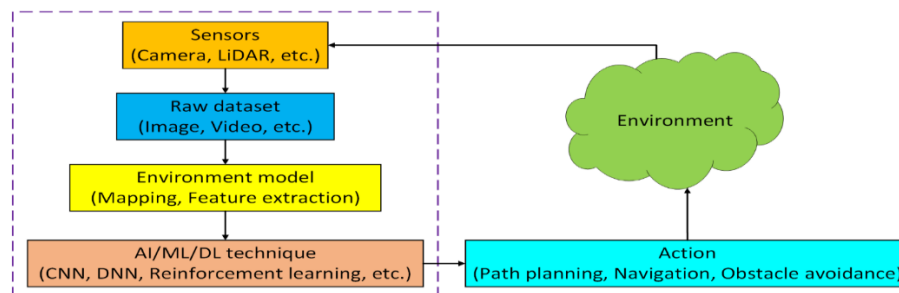 Sensors
(Camera, LiDAR, etc.)
Raw dataset
(Image, Video, etc.)
Environment model
(Mapping, Feature extraction)
AI/ML/DL technique
(CNN, DNN, Reinforcement learning, etc.)
Action
(Path planning, Navigation, Obstacle avoidance)
Environment